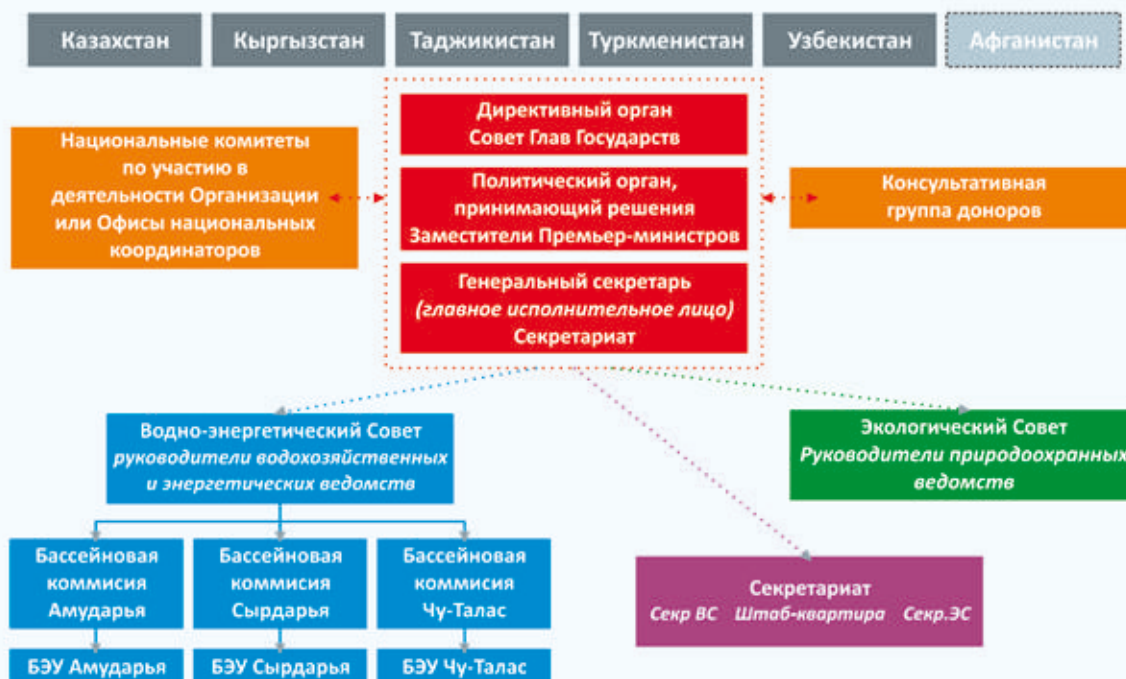 Казахстан
Кыргызстан
Таджикистан
Туркменистан
Узбекистан
Афганистан
Директивный орган
Совет Глав Государств
Национальные комитеты
по участию в
деятельности Организации
или Офисы национальных
координаторов
Политический орган,
принимающий решения
Заместители Премьер-министров
Консультативная
группа доноров
Генеральный секретарь
(главное исполнительное лицо)
Секретариат
Водно-энергетический Совет
руководители водохозяйственных
и энергетических ведомств
Экологический Совет
Руководители природоохранных
ведомств
Бассейновая
коммисия
Амударья
Бассейновая
коммисия
Сырдарья
Бассейновая
коммисия
Чу-Талас
Секретариат
Секр ВС Штаб-квартира Секр.ЭС
БЭУ Амударья
БЭУ Сырдарья
БЭУ Чу-Талас